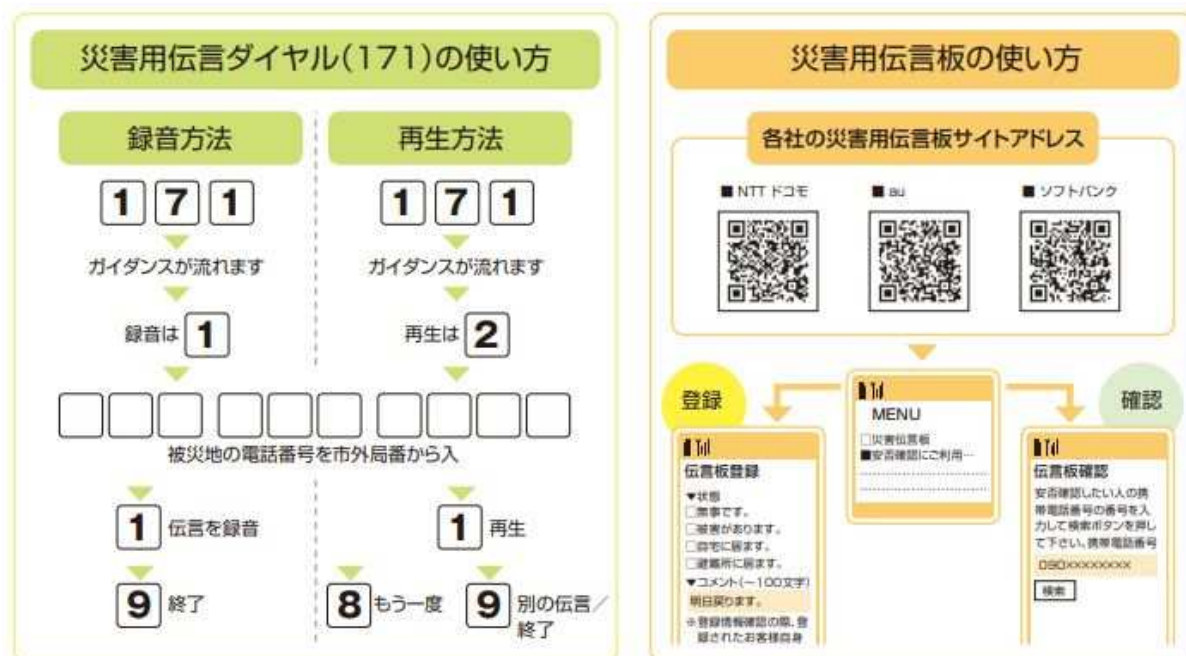 災害用伝言ダイヤル(171)の使い方
録音方法
171
ガイダンスが流れます
録音は 1
再生方法
171
ガイダンスが流れます
再生は 2
被災地の電話番号を市外局番から入
1 伝言を録音
9 終了
1 再生
8 もう一度
9 別の伝言/
終了
災害用伝言板の使い方
各社の災害用伝言板サイトアドレス
■ NTT ドコモ
■ au
■ ソフトバンク
MENU
□災害伝言板
■安否確認にご利用…
登録
伝言板登録
▼状態
□無事です。
□被害があります。
□自宅に居ます。
□避難所に居ます。
▼コメント(~100文字)
明日戻ります。
※登録情報確認の際、登
録されたお客様自身
確認
伝言板確認
安否確認したい人の携
帯電話番号の番号を入
力して検索ボタンを押し
て下さい。携帯電話番号
090××××××××
検索